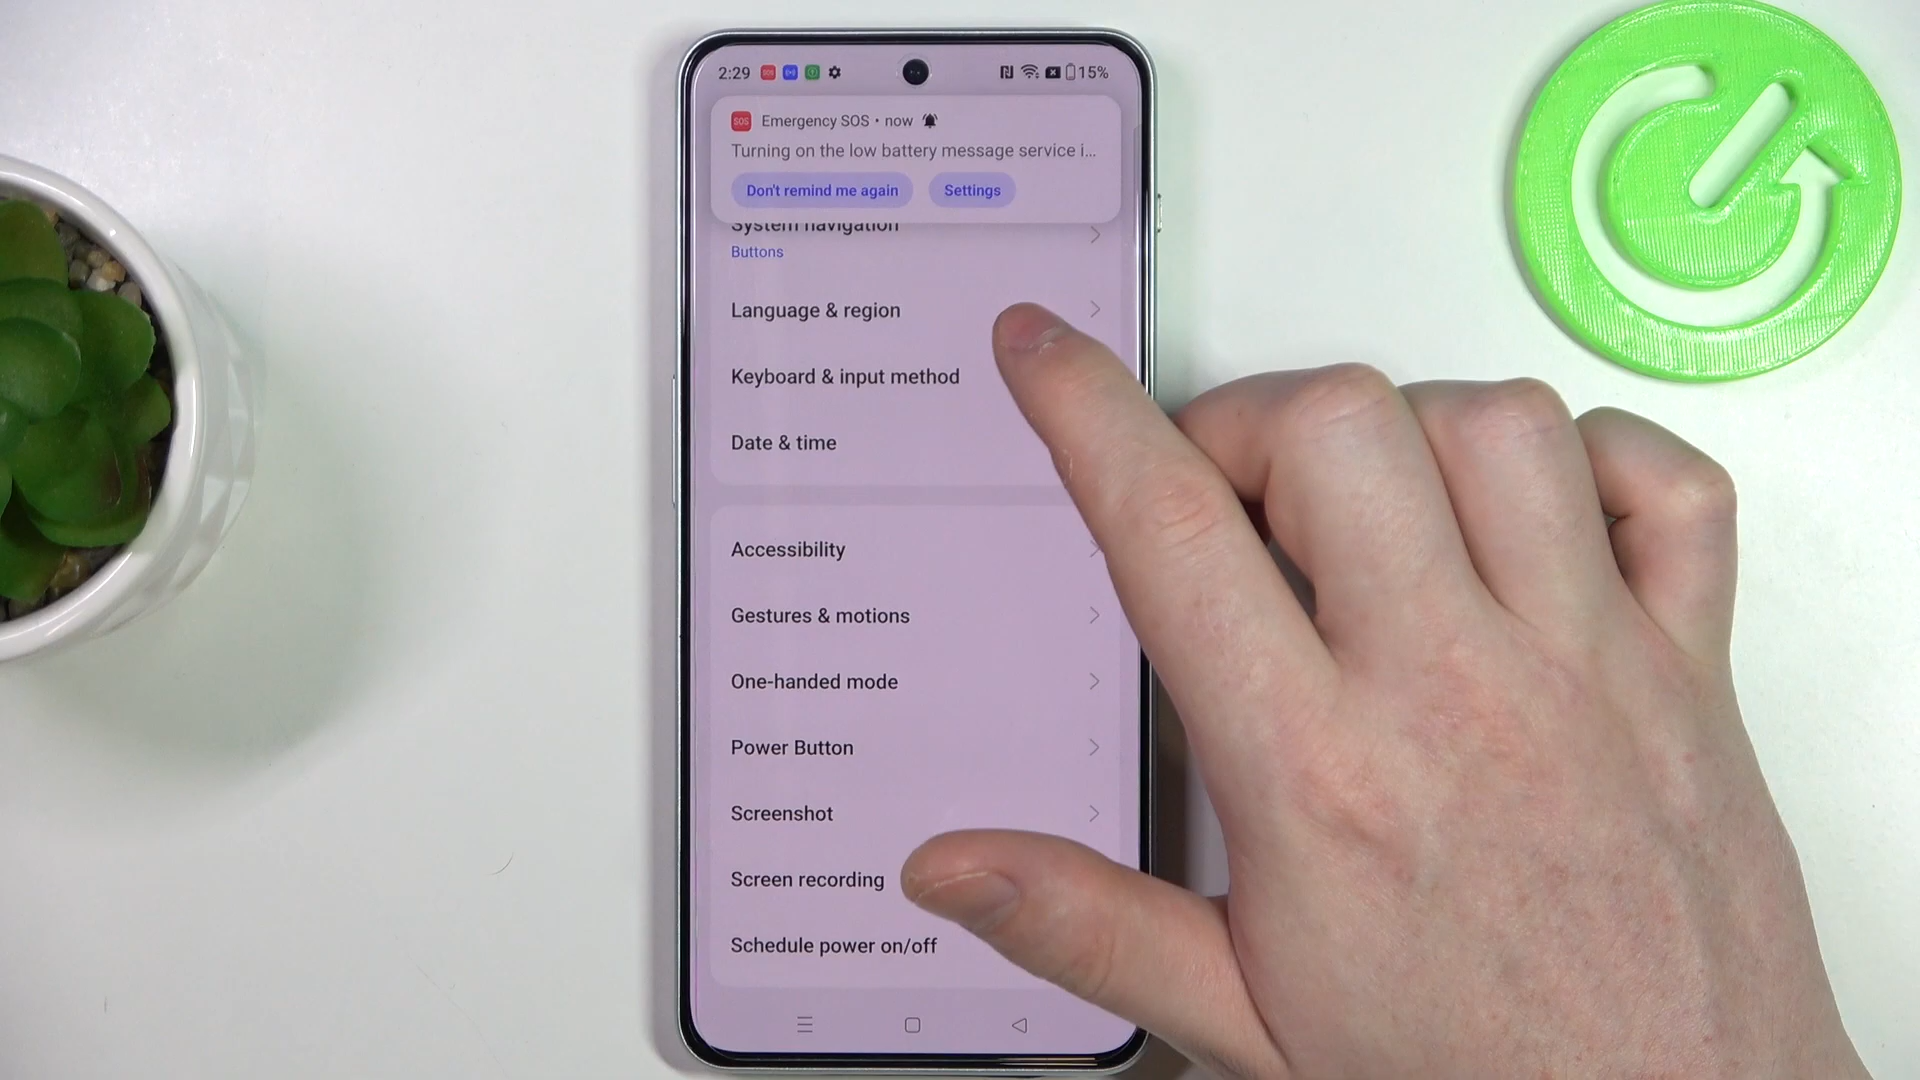 2:29 15%
SOS Emergency SOS • now
Turning on the low battery message service i...
Don't remind me again Settings
System navigation
Buttons
Language & region
Keyboard & input method
Date & time
Accessibility
Gestures & motions
One-handed mode
Power Button
Screenshot
Screen recording
Schedule power on/off